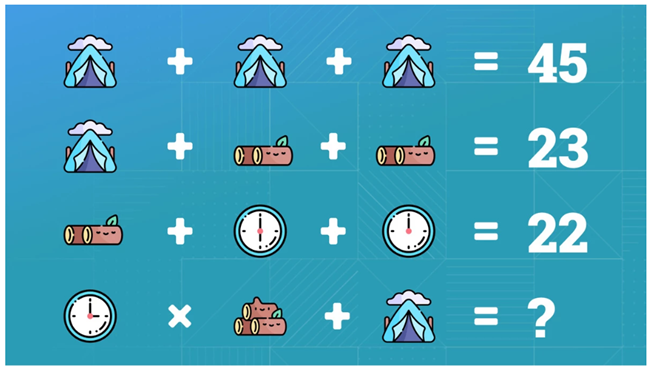 + + = 45
+ + = 23
+ + = 22
× + = ?